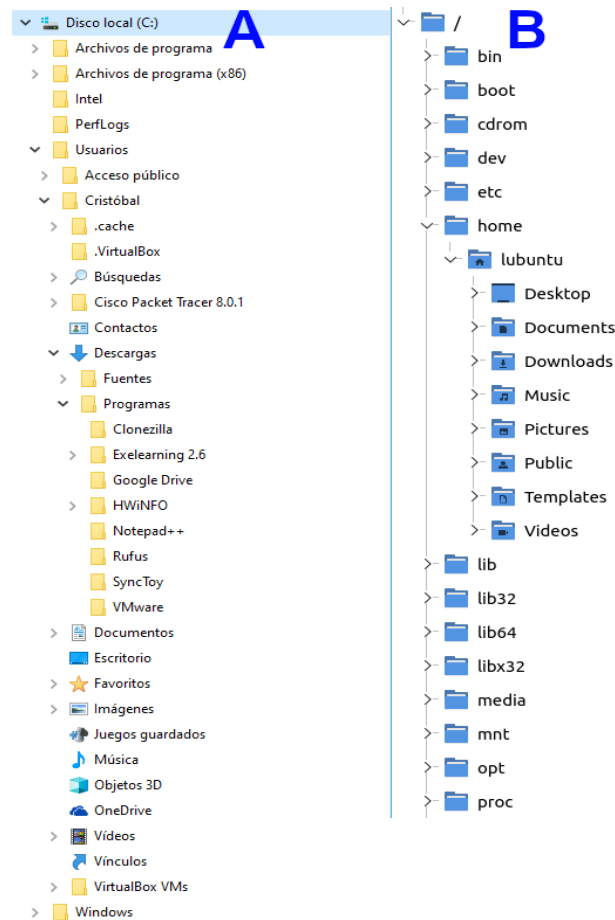 A
Disco local (C:)
Archivos de programa
Archivos de programa (x86)
Intel
PerfLogs
Usuarios
Acceso público
Cristóbal
.cache
.VirtualBox
Búsquedas
Cisco Packet Tracer 8.0.1
Contactos
Descargas
Fuentes
Programas
Clonezilla
Exelearning 2.6
Google Drive
HWiNFO
Notepad++
Rufus
SyncToy
VMware
Documentos
Escritorio
Favoritos
Imágenes
Juegos guardados
Música
Objetos 3D
OneDrive
Vídeos
Vínculos
VirtualBox VMs
Windows
B
/
bin
boot
cdrom
dev
etc
home
lubuntu
Desktop
Documents
Downloads
Music
Pictures
Public
Templates
Videos
lib
lib32
lib64
libx32
media
mnt
opt
proc